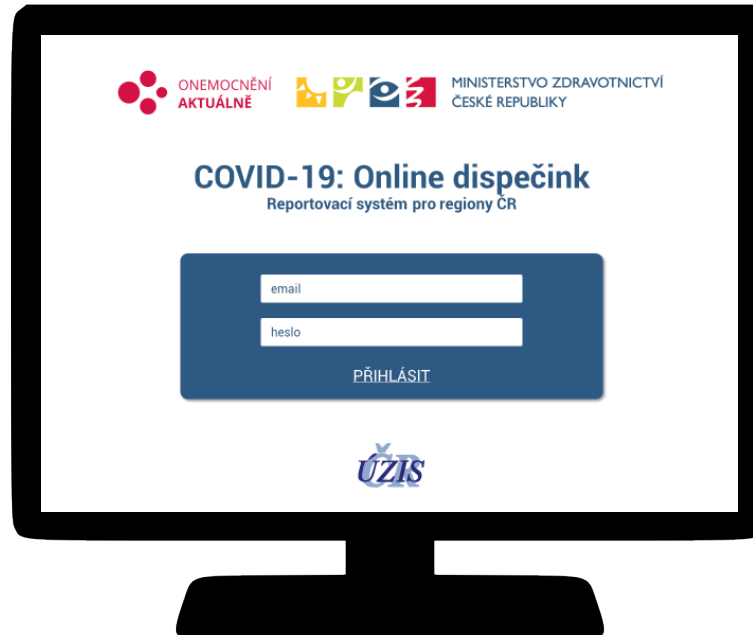 ONEMOCNĚNÍ
AKTUÁLNĚ
MINISTERSTVO ZDRAVOTNICTVÍ
ČESKÉ REPUBLIKY
COVID-19: Online dispečink
Reportovací systém pro regiony ČR
email
heslo
PŘIHLÁSIT
ČR
ÚZIS